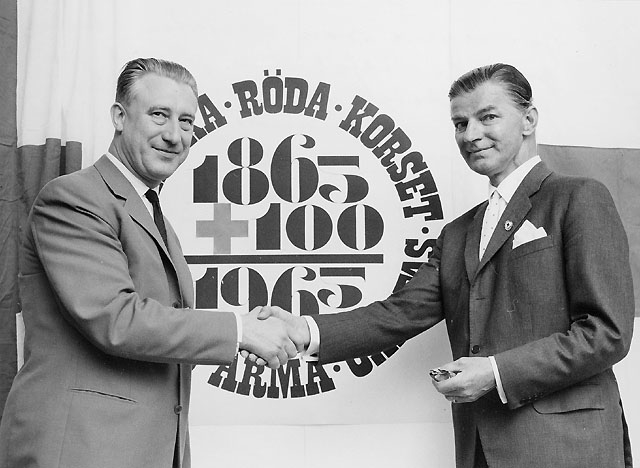 RÖDA · KORSET ·
1865
+100
1965
ARMA ·